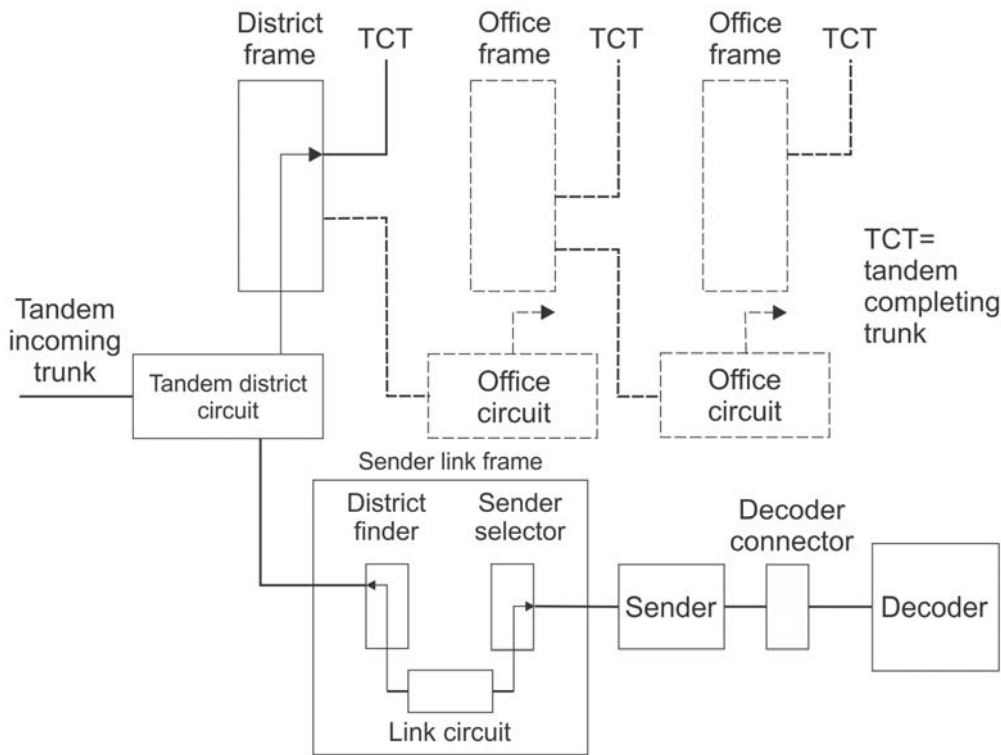 District
frame
TCT
Office
frame
TCT
Office
frame
TCT
TCT=
tandem
completing
trunk
Tandem
incoming
trunk
Tandem district
circuit
Office
circuit
Office
circuit
Sender link frame
District
finder
Sender
selector
Link circuit
Sender
Decoder
connector
Decoder